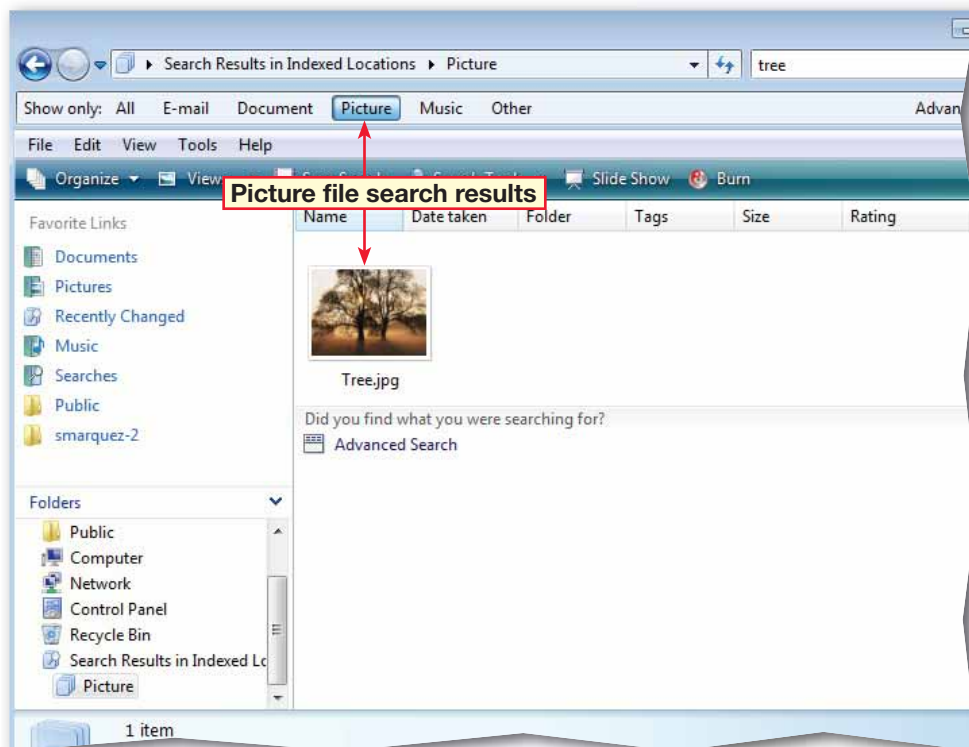 Search Results in Indexed Locations Picture tree
Show only: All E-mail Document Picture Music Other
File Edit View Tools Help
Organize View Slide Show Burn
Picture file search results
Favorite Links
Documents
Pictures
Recently Changed
Music
Searches
Public
smarquez-2
Folders
Public
Computer
Network
Control Panel
Recycle Bin
Search Results in Indexed
Picture
Name Date taken Folder Tags Size Rating
Tree.jpg
Did you find what you were searching for?
Advanced Search
1 item